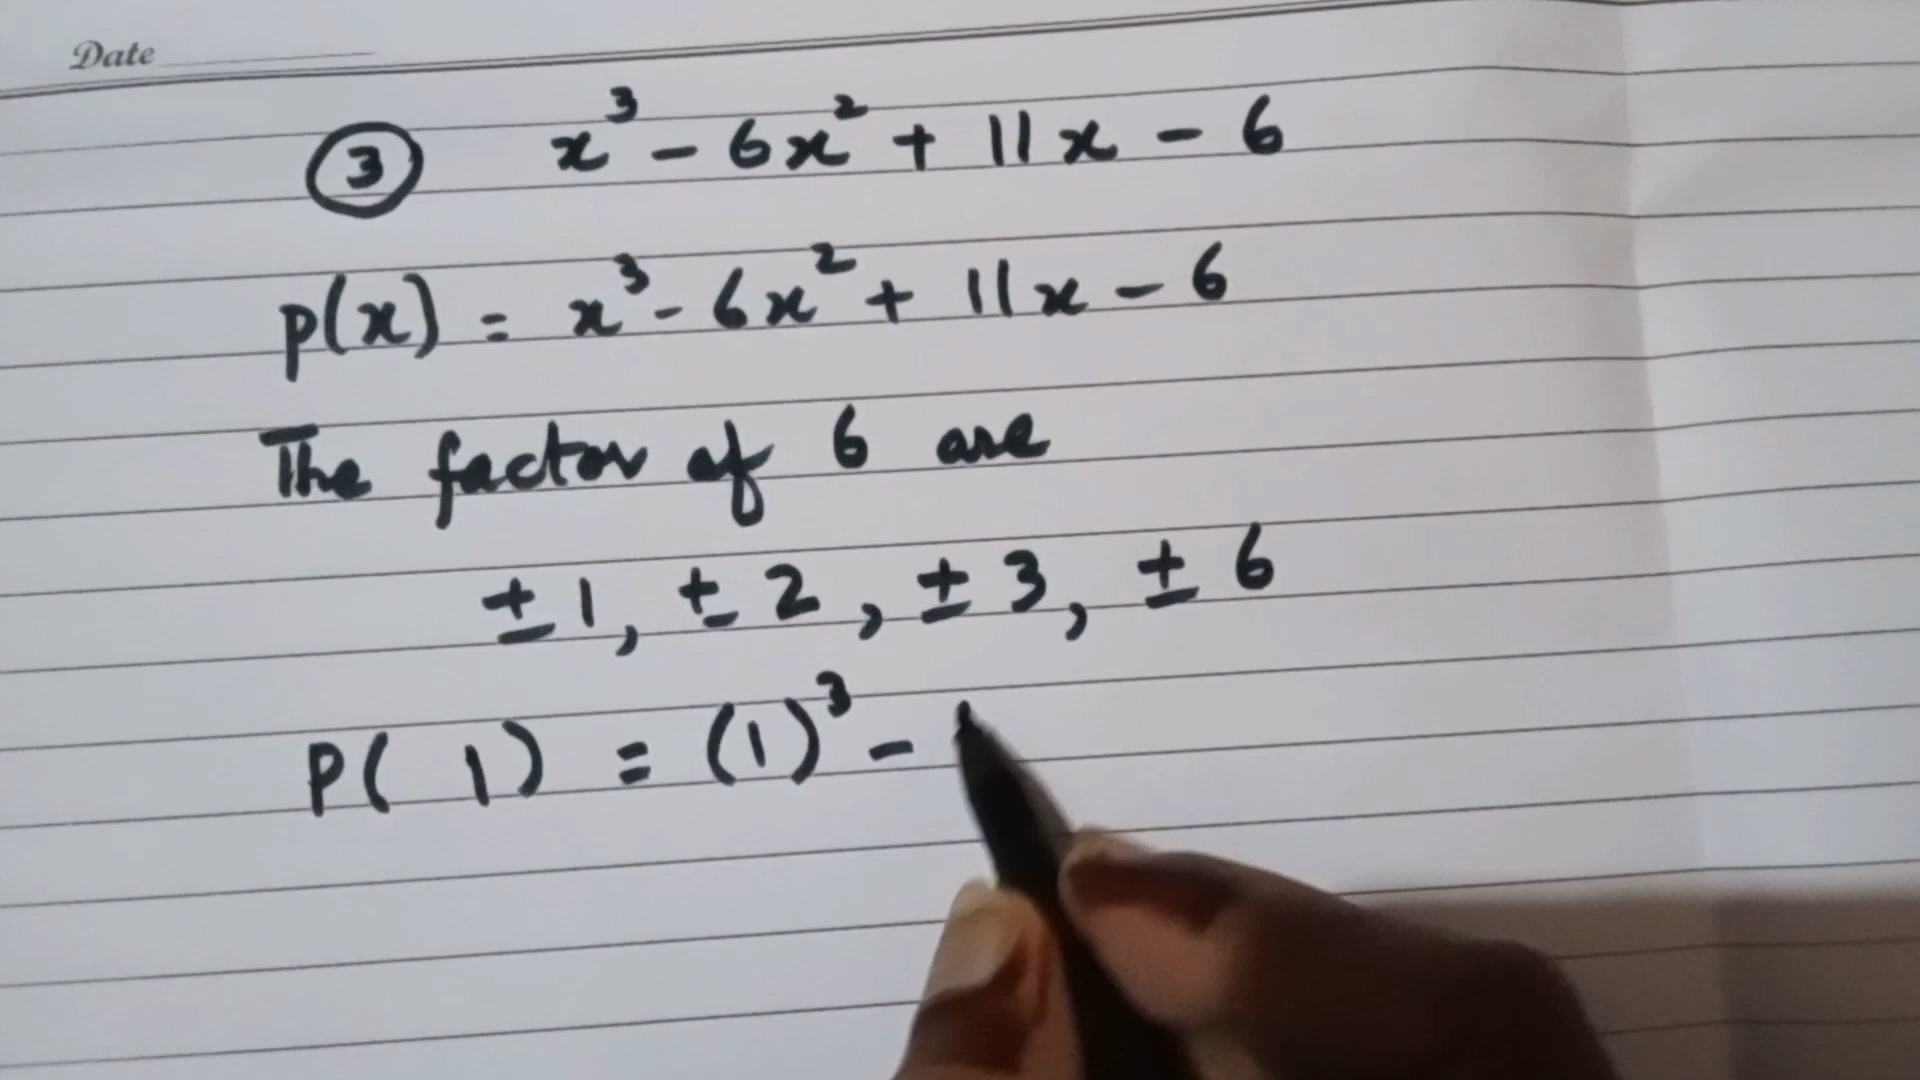 Date
③ x³ - 6x² + 11x - 6
p(x) = x³ - 6x² + 11x - 6
The factor of 6 are
± 1, ± 2, ± 3, ± 6
P( 1) = (1)³ -